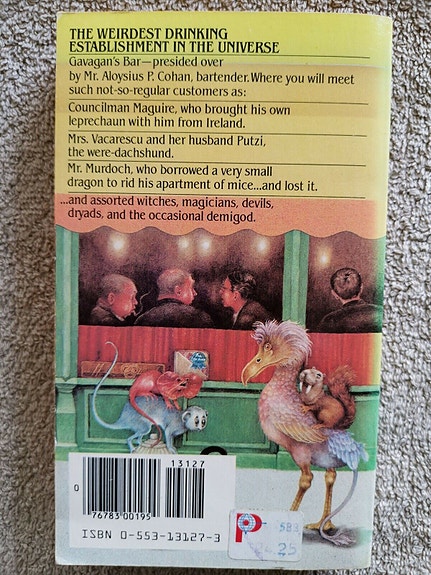 THE WEIRDEST DRINKING
ESTABLISHMENT IN THE UNIVERSE
Gavagan's Bar—presided over
by Mr. Aloysius P. Cohan, bartender. Where you will meet
such not-so-regular customers as:
Councilman Maguire, who brought his own
leprechaun with him from Ireland.
Mrs. Vacarescu and her husband Putzi,
the were-dachshund.
Mr. Murdoch, who borrowed a very small
dragon to rid his apartment of mice...and lost it.
...and assorted witches, magicians, devils,
dryads, and the occasional demigod.
13127
0
76783 00195
ISBN 0-553-13127-3
P
583
25